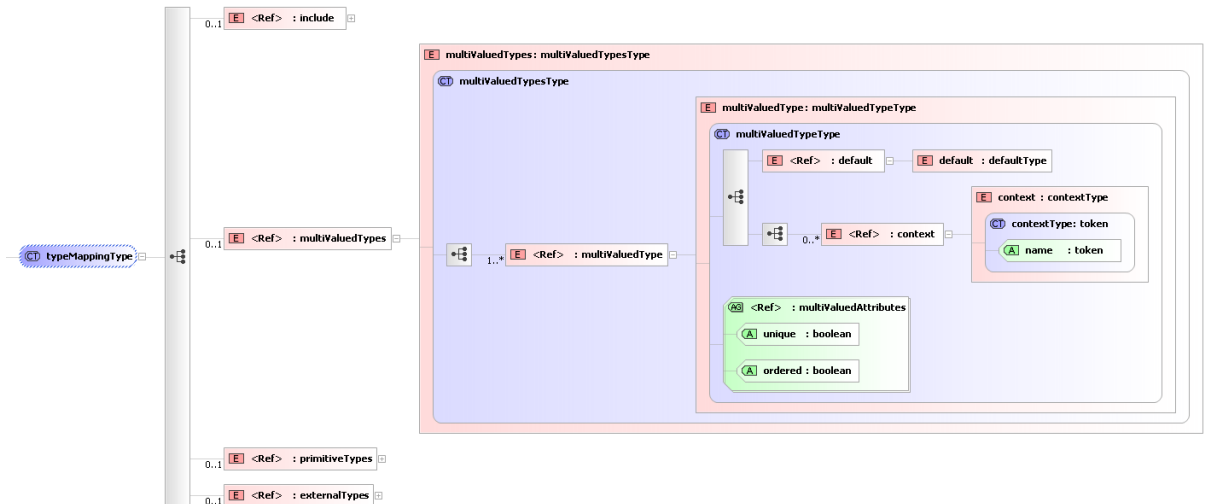 0..1 E <Ref> : include
E multiValuedTypes: multiValuedTypesType
CT multiValuedTypesType
E multiValuedType: multiValuedTypeType
CT multiValuedTypeType
E <Ref> : default
E default : defaultType
E context : contextType
CT contextType: token
A name : token
0..* E <Ref> : context
0..1 E <Ref> : multiValuedTypes
CT typeMappingType
1..* E <Ref> : multiValuedType
AG <Ref> : multiValuedAttributes
A unique : boolean
A ordered : boolean
0..1 E <Ref> : primitiveTypes
0..1 E <Ref> : externalTypes